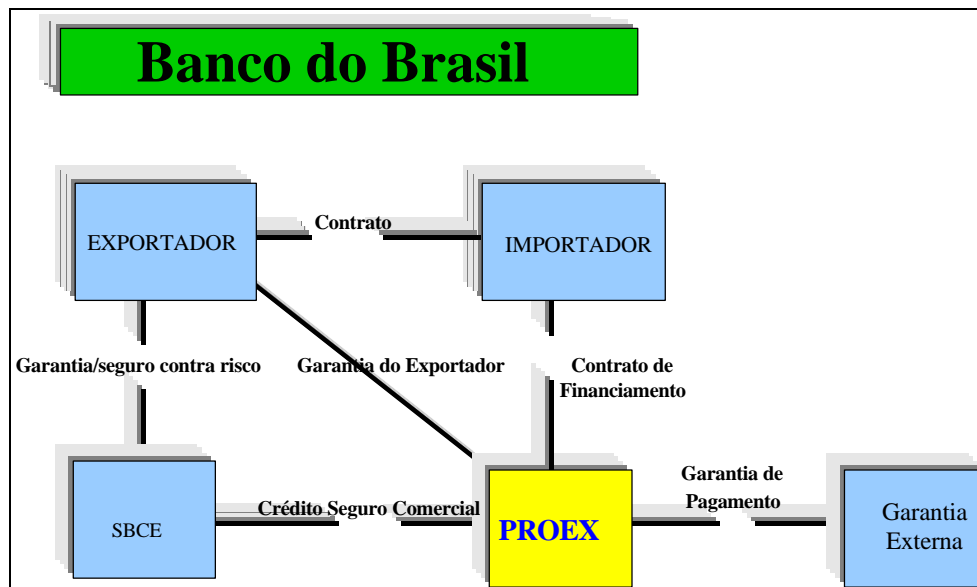 Banco do Brasil
EXPORTADOR
Contrato
IMPORTADOR
Garantia/seguro contra risco
Garantia do Exportador
Contrato de
Financiamento
SBCE
Crédito Seguro Comercial
PROEX
Garantia de
Pagamento
Garantia
Externa